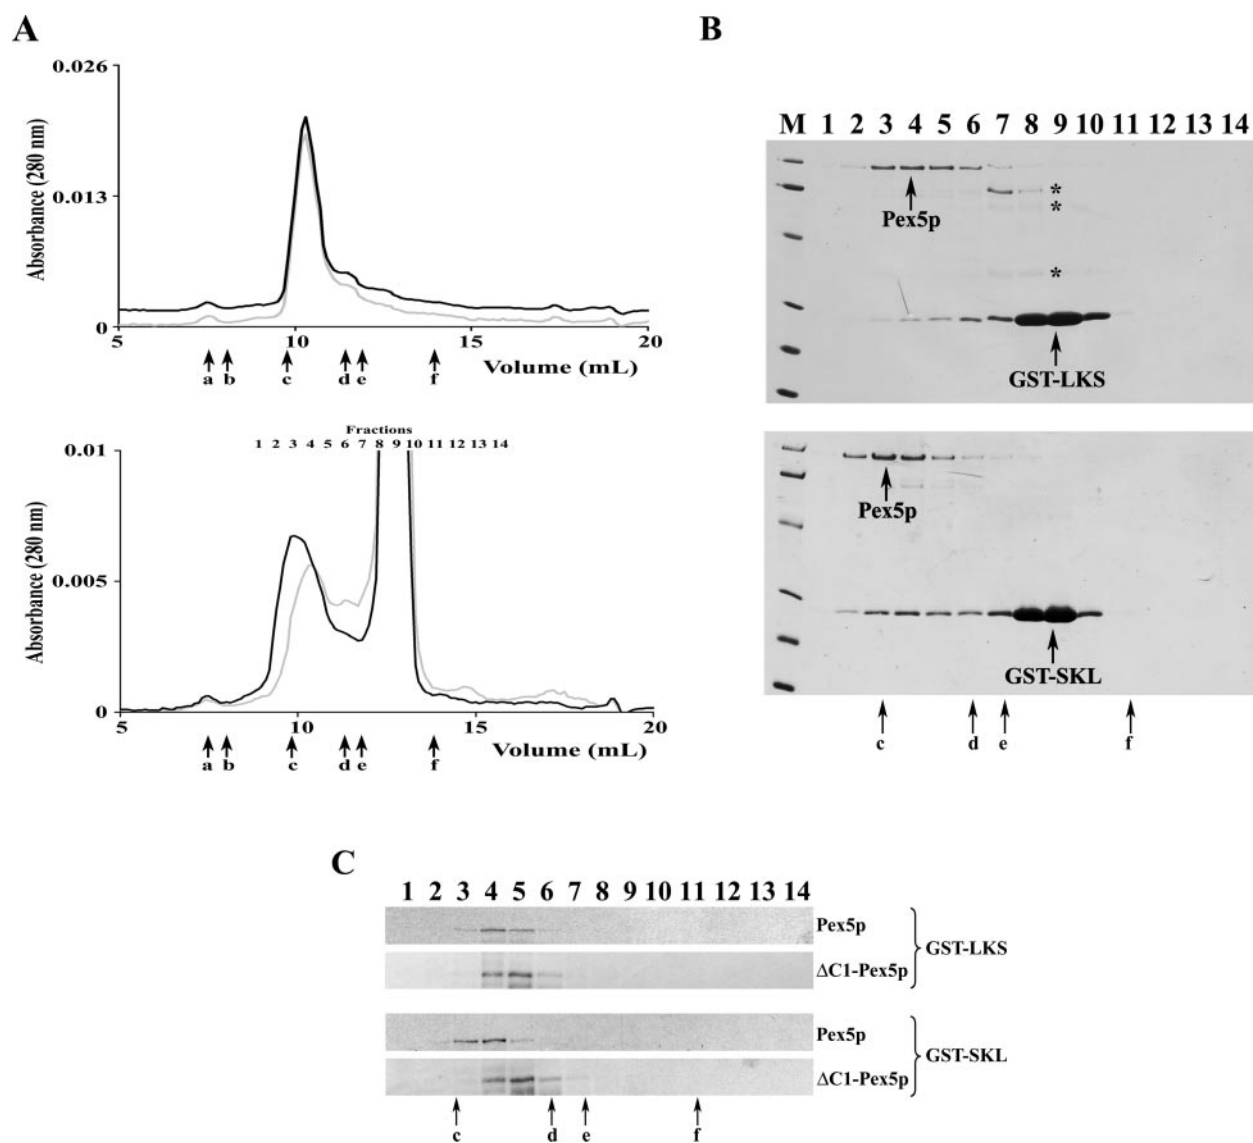 A
0.026
0.013
0
Absorbance (280 nm)
5 10 15 20
Volume (mL)
a b c d e f
Fractions
1 2 3 4 5 6 7 8 9 10 11 12 13 14
0.01
0.005
0
Absorbance (280 nm)
5 10 15 20
Volume (mL)
a b c d e f
B
M 1 2 3 4 5 6 7 8 9 10 11 12 13 14
*
*
Pex5p
*
GST-LKS
Pex5p
GST-SKL
c d e f
C
1 2 3 4 5 6 7 8 9 10 11 12 13 14
Pex5p
GST-LKS
ΔC1-Pex5p
Pex5p
GST-SKL
ΔC1-Pex5p
c d e f